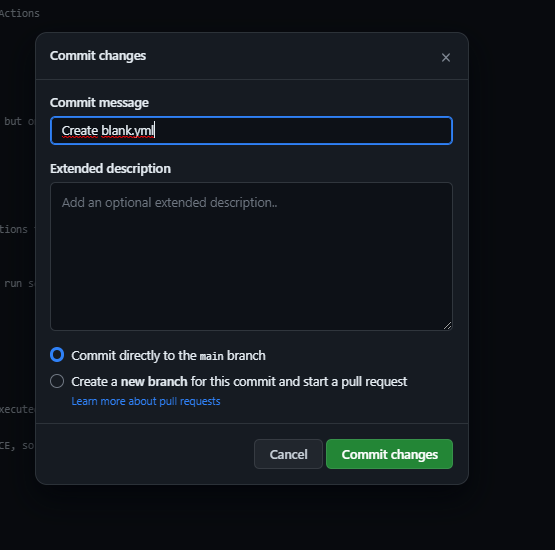 Actions
Commit changes
Commit message
but o
Create blank.yml
Extended description
Add an optional extended description..
tions
run s
Commit directly to the main branch
Create a new branch for this commit and start a pull request
Learn more about pull requests
xecute
CE, so
Cancel
Commit changes